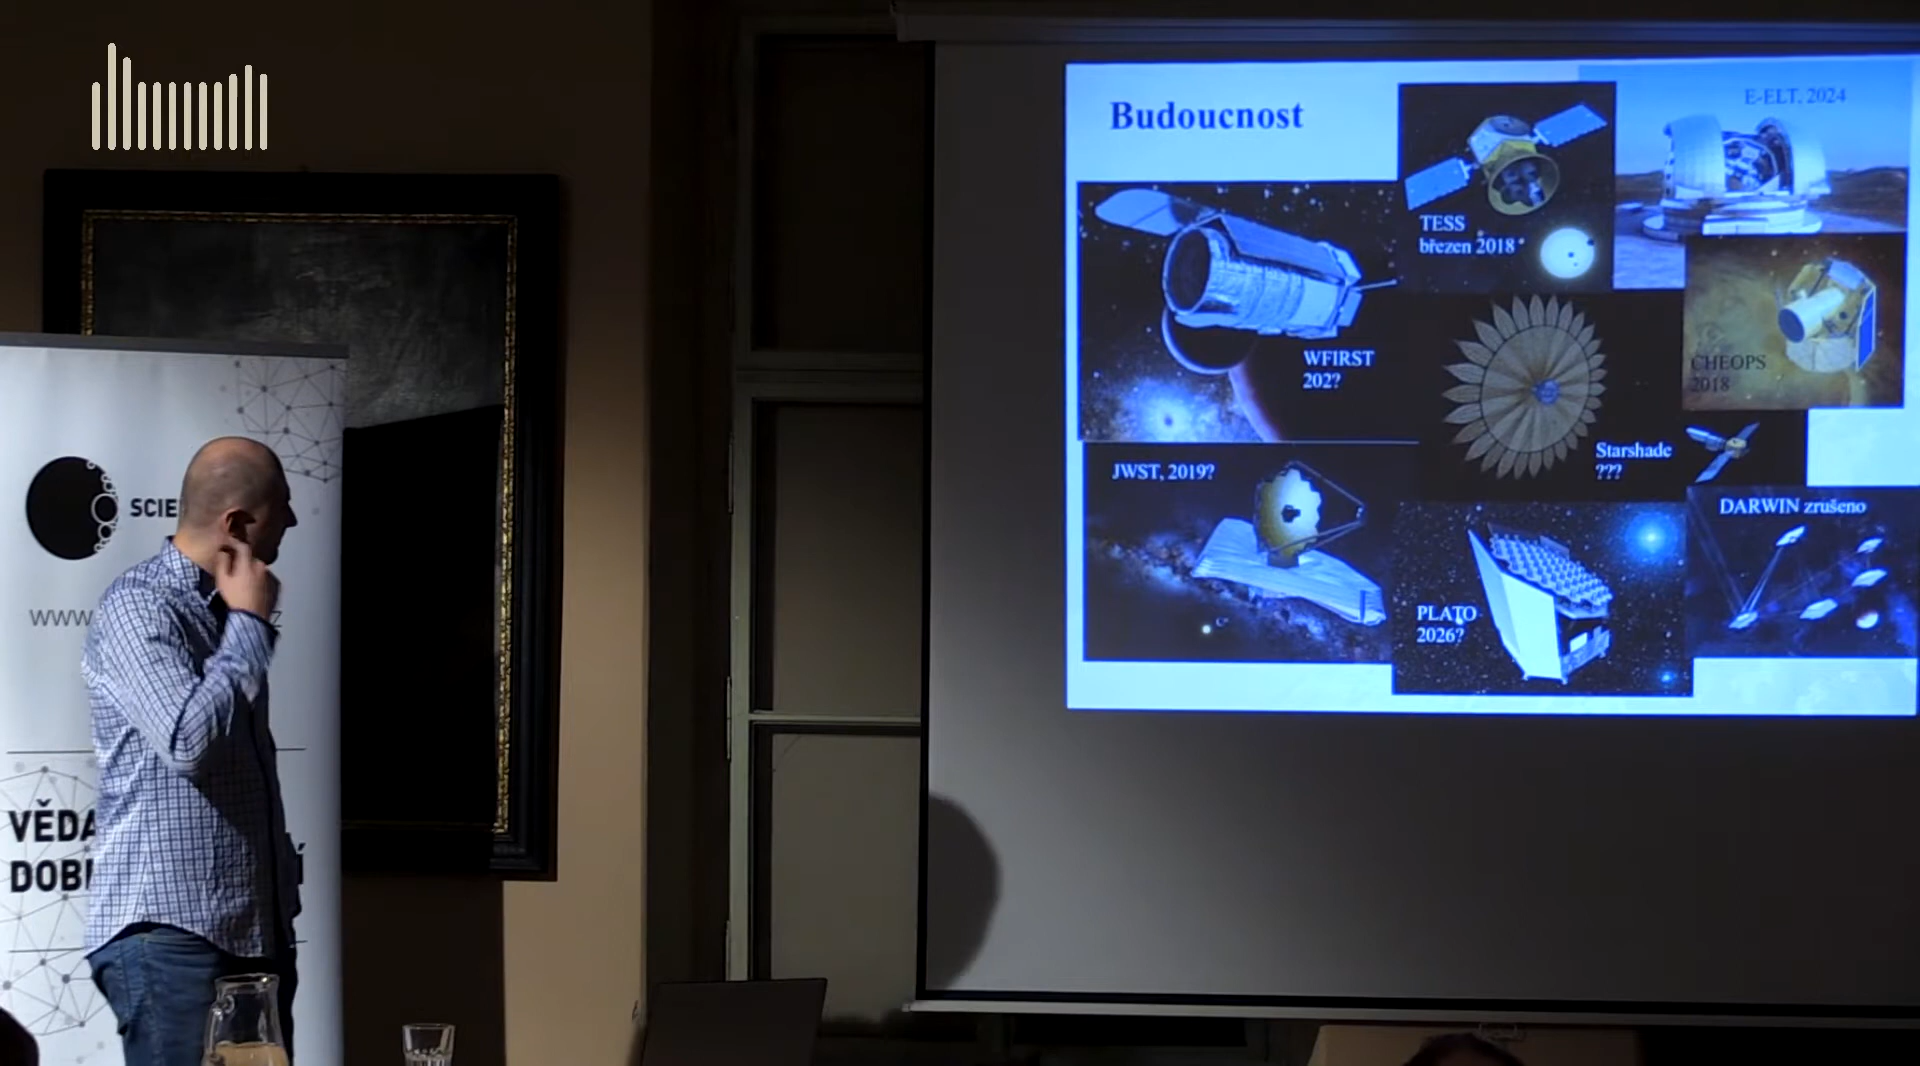 SCIE
www
z
VĚDA
DOB
Í
Budoucnost
E-ELT, 2024
TESS
březen 2018
WFIRST
202?
CHEOPS
2018
Starshade
???
JWST, 2019?
DARWIN zrušeno
PLATO
2026?